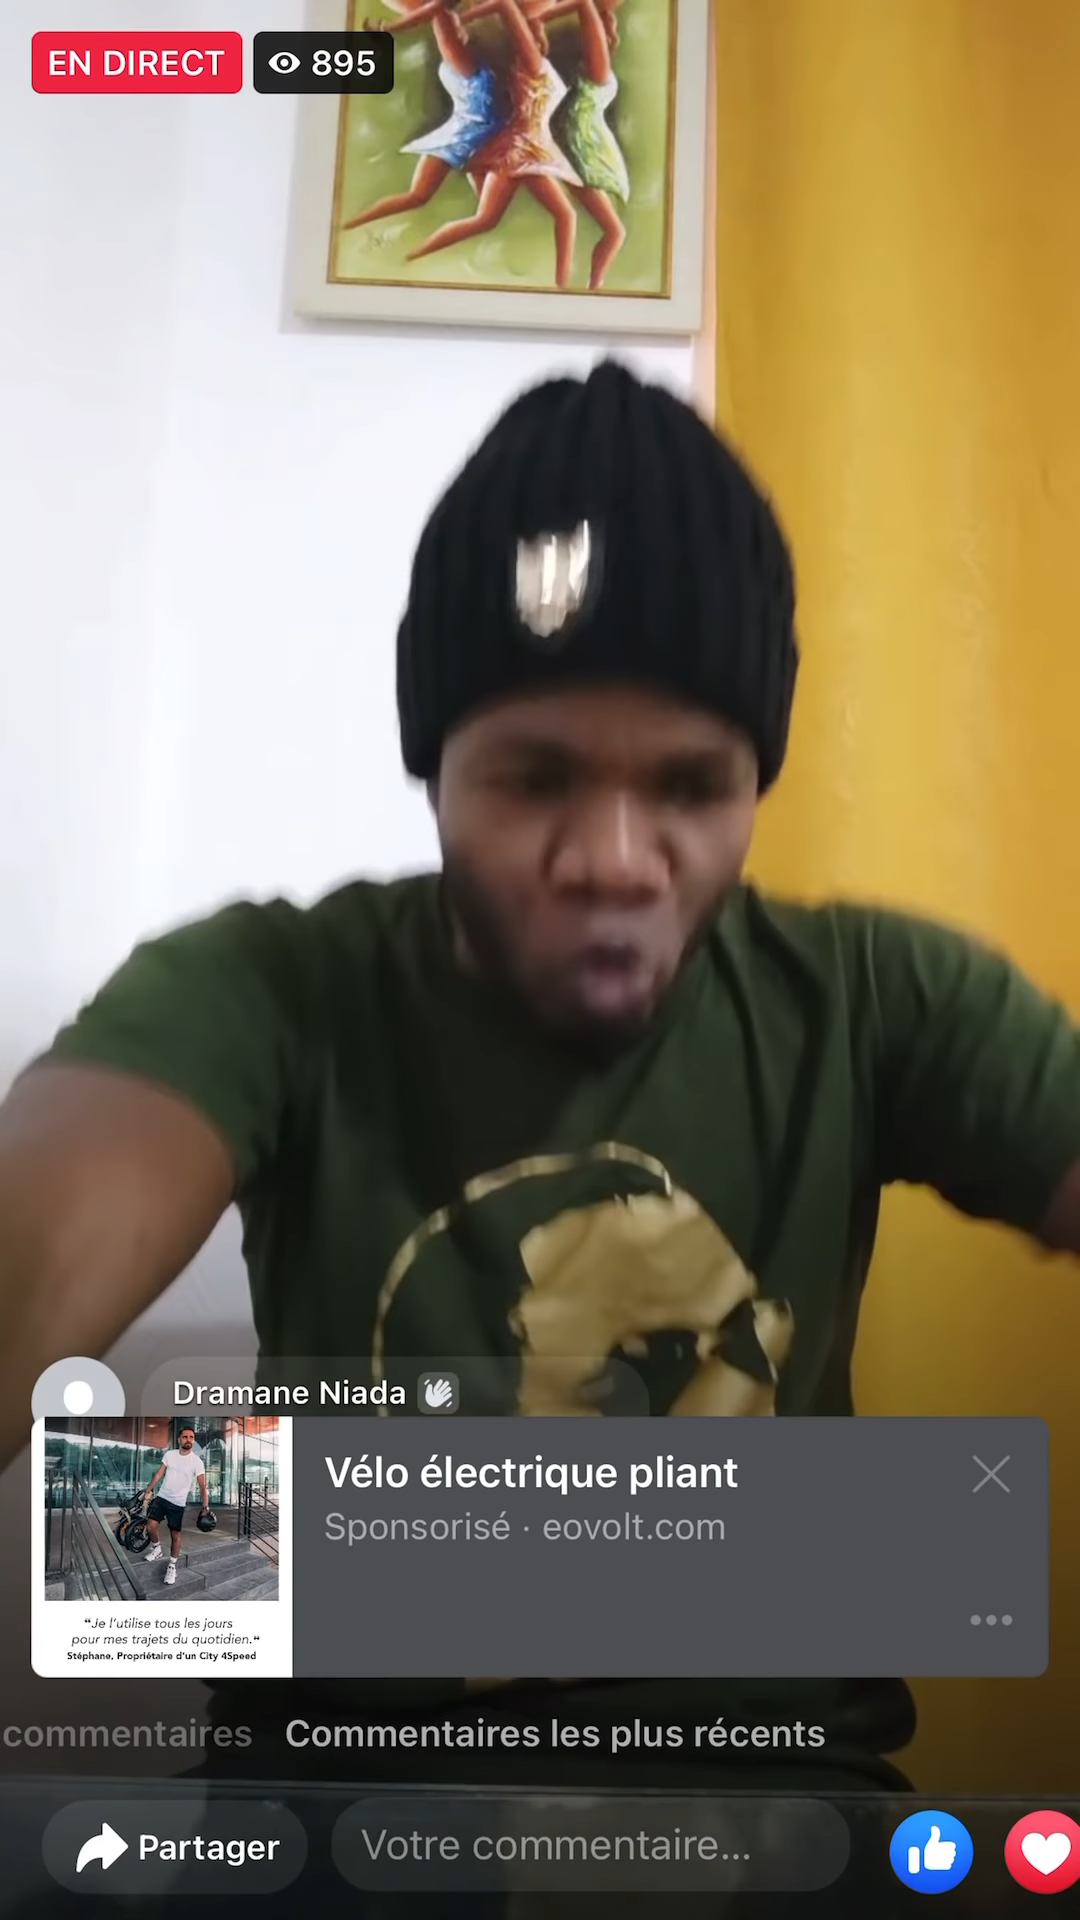 EN DIRECT
895
Dramane Niada
Vélo électrique pliant
Sponsorisé · eovolt.com
❝Je l'utilise tous les jours
pour mes trajets du quotidien.❝
Stéphane, Propriétaire d'un City 4Speed
commentaires
Commentaires les plus récents
Partager
Votre commentaire...